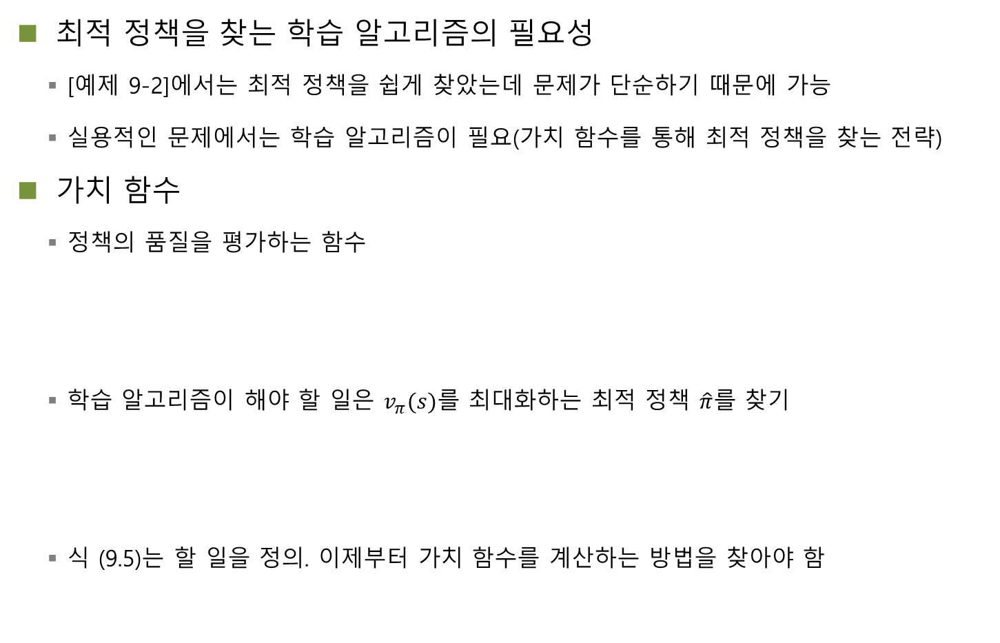 최적 정책을 찾는 학습 알고리즘의 필요성
[예제 9-2]에서는 최적 정책을 쉽게 찾았는데 문제가 단순하기 때문에 가능
실용적인 문제에서는 학습 알고리즘이 필요(가치 함수를 통해 최적 정책을 찾는 전략)
가치 함수
정책의 품질을 평가하는 함수
학습 알고리즘이 해야 할 일은 𝑣𝜋(𝑠)를 최대화하는 최적 정책 𝜋̂를 찾기
식 (9.5)는 할 일을 정의. 이제부터 가치 함수를 계산하는 방법을 찾아야 함